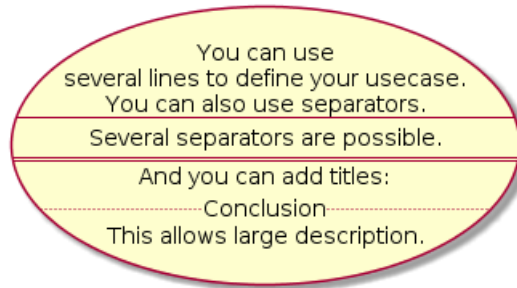 You can use
several lines to define your usecase.
You can also use separators.
Several separators are possible.
And you can add titles:
Conclusion
This allows large description.